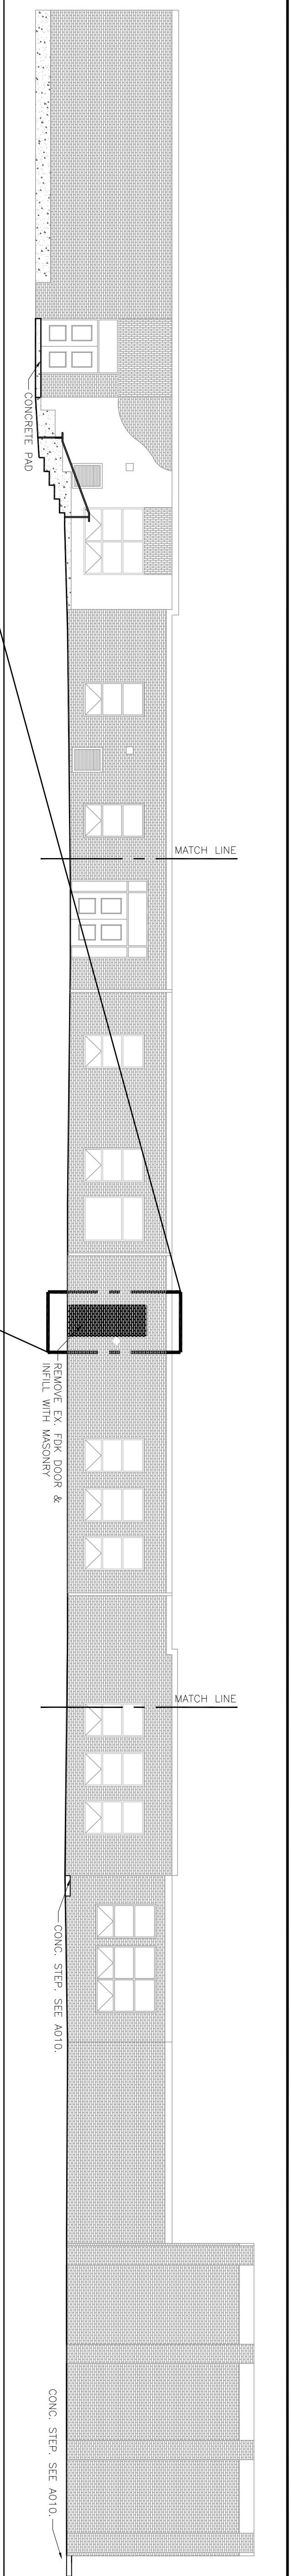 CONCRETE PAD
MATCH LINE
REMOVE EX. FDK DOOR &
INFILL WITH MASONRY
MATCH LINE
CONC. STEP. SEE A010.
CONC. STEP. SEE A010.